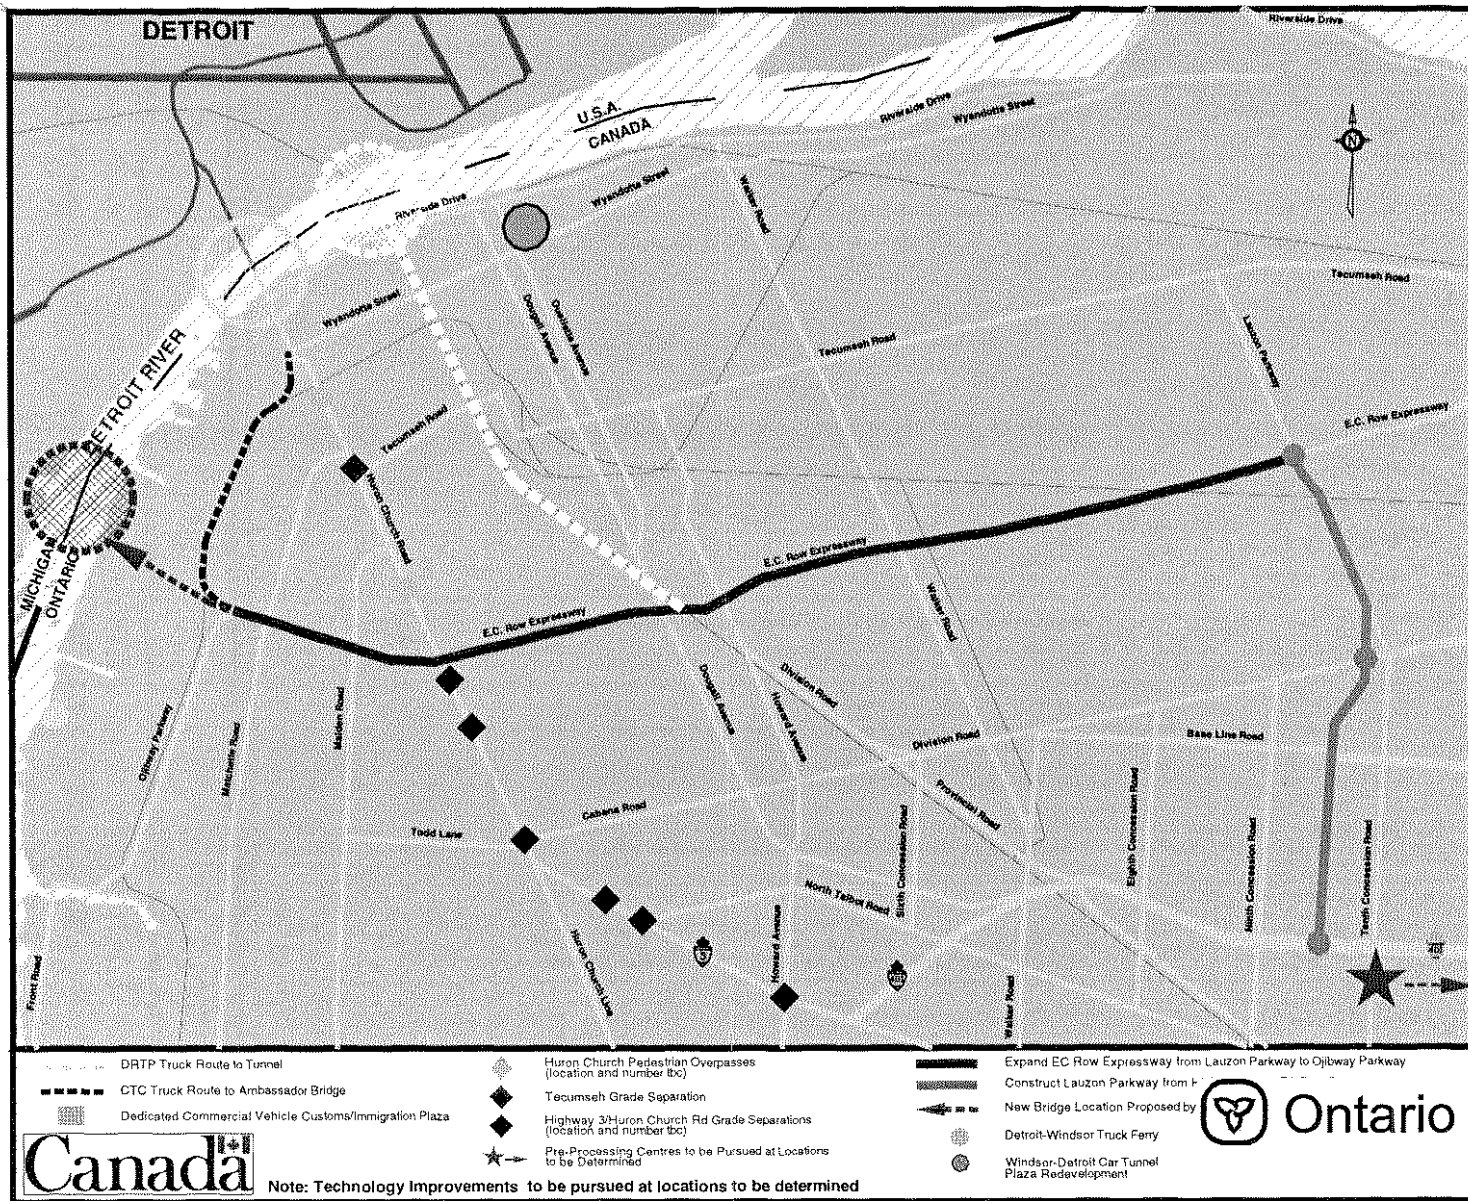 DETROIT
Riverside Drive
U.S.A.
CANADA
Riverside Drive
Wyandotte Street
N
Wyandotte Street
Walker Road
Riverside Drive
Tecumseh Road
Wyandotte Street
Dougall Avenue
Ouellette Avenue
Tecumseh Road
Lauzon Parkway
DETROIT RIVER
Tecumseh Road
E.C. Row Expressway
Huron Church Road
E.C. Row Expressway
MICHIGAN
ONTARIO
E.C. Row Expressway
Walker Road
Division Road
Dougall Avenue
Howard Avenue
Ojibway Parkway
Matchette Road
Malden Road
Division Road
Base Line Road
Provincial Road
Cabana Road
Todd Lane
Eighth Concession Road
Sixth Concession Road
Ninth Concession Road
Tenth Concession Road
North Talbot Road
Front Road
Huron Church Line
3
Howard Avenue
401
401
Walker Road
DRTP Truck Route to Tunnel
CTC Truck Route to Ambassador Bridge
Dedicated Commercial Vehicle Customs/Immigration Plaza
Huron Church Pedestrian Overpasses
(location and number tbc)
Tecumseh Grade Separation
Highway 3/Huron Church Rd Grade Separations
(location and number tbc)
Pre-Processing Centres to be Pursued at Locations
to be Determined
Expand EC Row Expressway from Lauzon Parkway to Ojibway Parkway
Construct Lauzon Parkway from
New Bridge Location Proposed by
Detroit-Windsor Truck Ferry
Windsor-Detroit Car Tunnel
Plaza Redevelopment
Ontario
Canada
Note: Technology Improvements to be pursued at locations to be determined